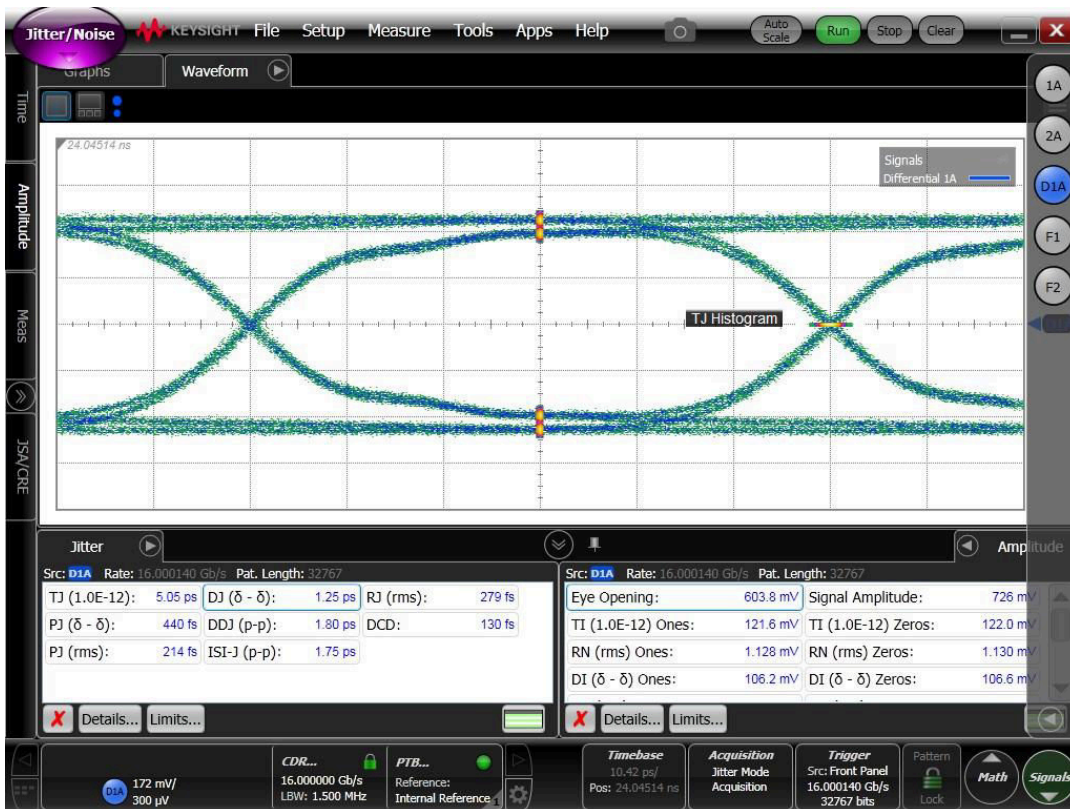 Jitter/Noise KEYSIGHT File Setup Measure Tools Apps Help Auto Scale Run Stop Clear
Graphs Waveform
Time
Amplitude
Meas
JSA/CRE
24.04514 ns
Signals
Differential 1A
TJ Histogram
1A
2A
D1A
F1
F2
Jitter
Src: D1A Rate: 16.000140 Gb/s Pat. Length: 32767
TJ (1.0E-12): 5.05 ps DJ (δ - δ): 1.25 ps RJ (rms): 279 fs
PJ (δ - δ): 440 fs DDJ (p-p): 1.80 ps DCD: 130 fs
PJ (rms): 214 fs ISI-J (p-p): 1.75 ps
Details... Limits...
Amplitude
Src: D1A Rate: 16.000140 Gb/s Pat. Length: 32767
Eye Opening: 603.8 mV Signal Amplitude: 726 mV
TI (1.0E-12) Ones: 121.6 mV TI (1.0E-12) Zeros: 122.0 mV
RN (rms) Ones: 1.128 mV RN (rms) Zeros: 1.130 mV
DI (δ - δ) Ones: 106.2 mV DI (δ - δ) Zeros: 106.6 mV
Details... Limits...
D1A 172 mV/
300 µV
CDR...
16.000000 Gb/s
LBW: 1.500 MHz
PTB...
Reference:
Internal Reference
1
Timebase
10.42 ps/
Pos: 24.04514 ns
Acquisition
Jitter Mode
Acquisition
Trigger
Src: Front Panel
16.000140 Gb/s
32767 bits
Pattern
Lock
Math
Signals